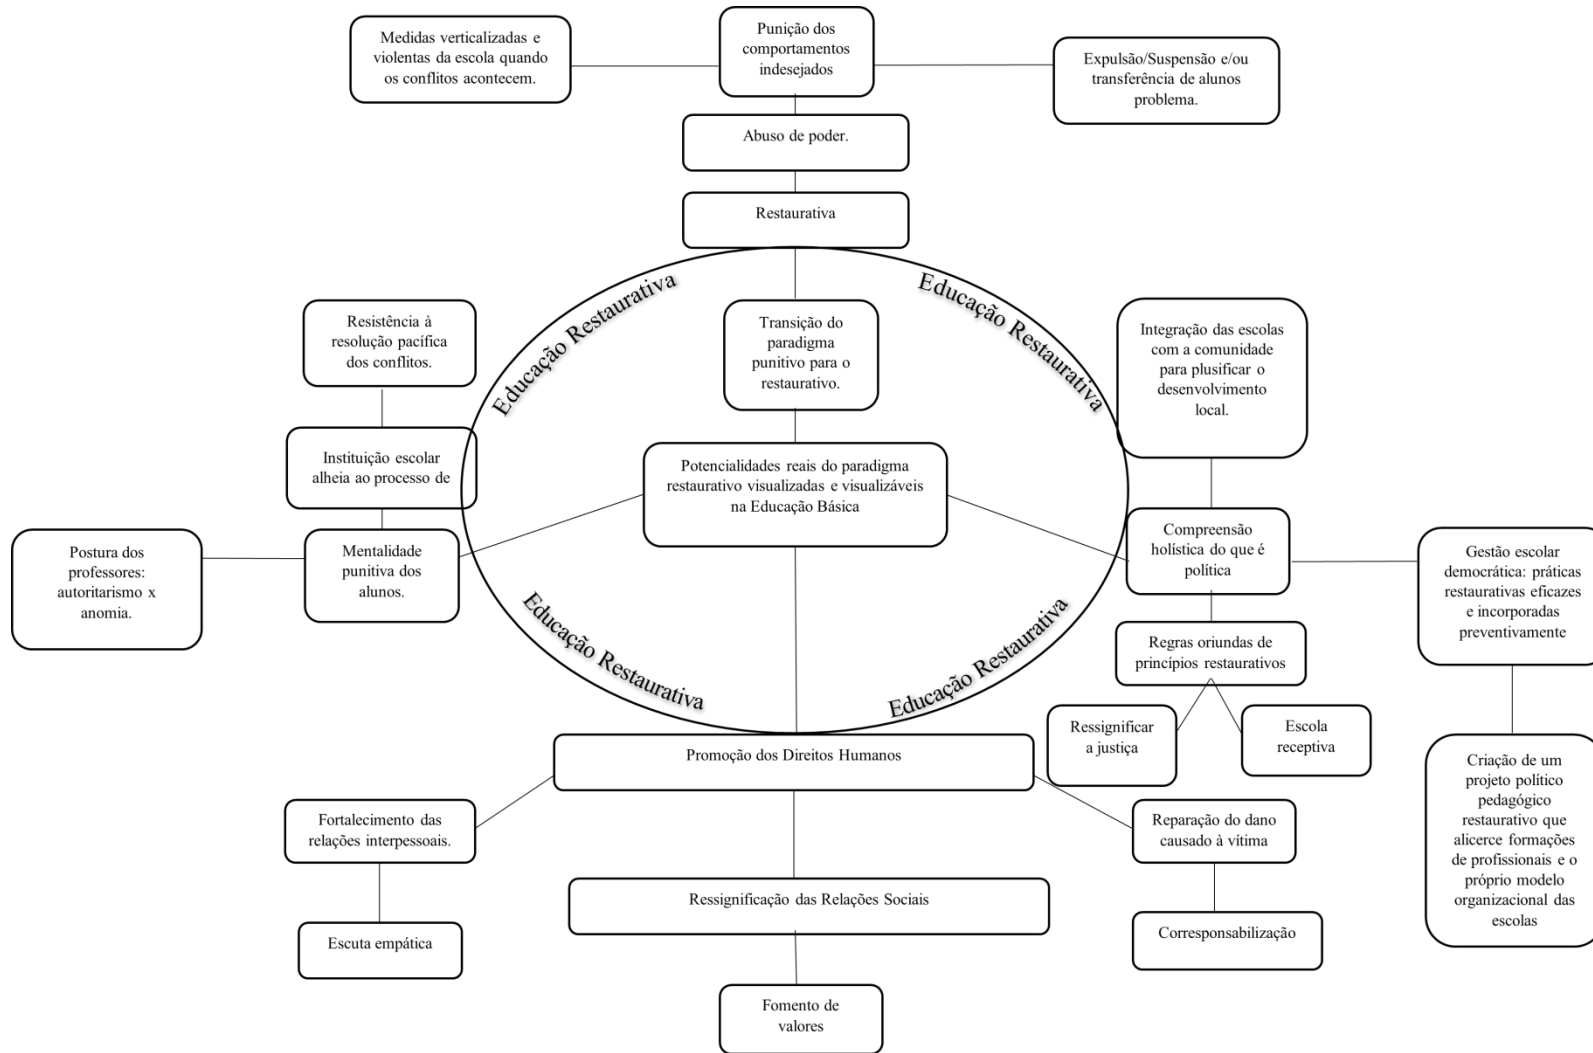 Punição dos
comportamentos
indesejados
Medidas verticalizadas e
violentas da escola quando
os conflitos acontecem.
Expulsão/Suspensão e/ou
transferência de alunos
problema.
Abuso de poder.
Restaurativa
Educação Restaurativa
Educação Restaurativa
Resistência à
resolução pacífica
dos conflitos.
Transição do
paradigma
punitivo para o
restaurativo.
Integração das escolas
com a comunidade
para plusificar o
desenvolvimento
local.
Instituição escolar
alheia ao processo de
Potencialidades reais do paradigma
restaurativo visualizadas e visualizáveis
na Educação Básica
Postura dos
professores:
autoritarismo x
anomia.
Mentalidade
punitiva dos
alunos.
Compreensão
holística do que é
política
Gestão escolar
democrática: práticas
restaurativas eficazes
e incorporadas
preventivamente
Educação Restaurativa
Educação Restaurativa
Regras oriundas de
princípios restaurativos
Ressignificar
a justiça
Escola
receptiva
Promoção dos Direitos Humanos
Criação de um
projeto político
pedagógico
restaurativo que
alicerce formações
de profissionais e o
próprio modelo
organizacional das
escolas
Fortalecimento das
relações interpessoais.
Reparação do dano
causado à vítima
Ressignificação das Relações Sociais
Escuta empática
Corresponsabilização
Fomento de
valores